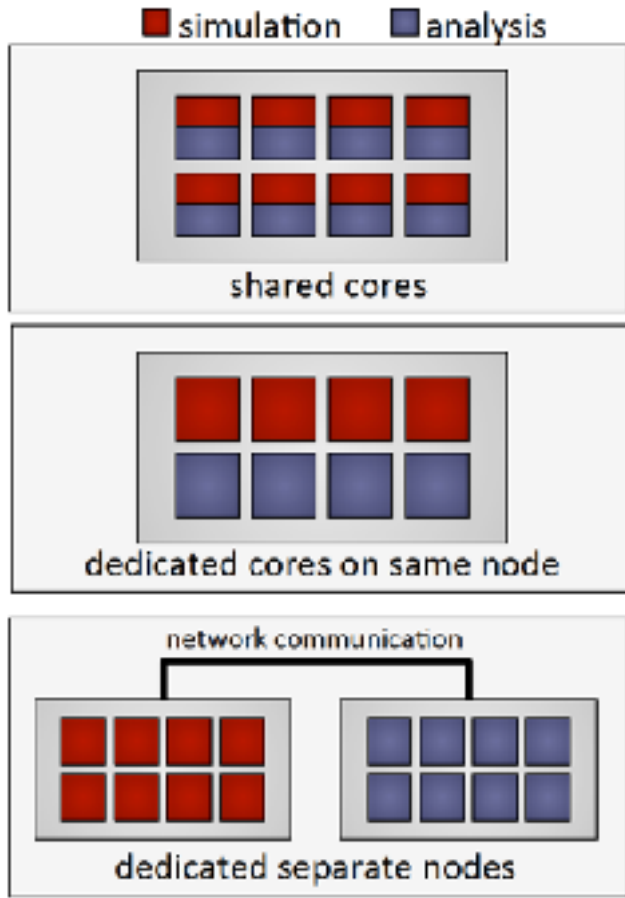 simulation analysis
shared cores
dedicated cores on same node
network communication
dedicated separate nodes